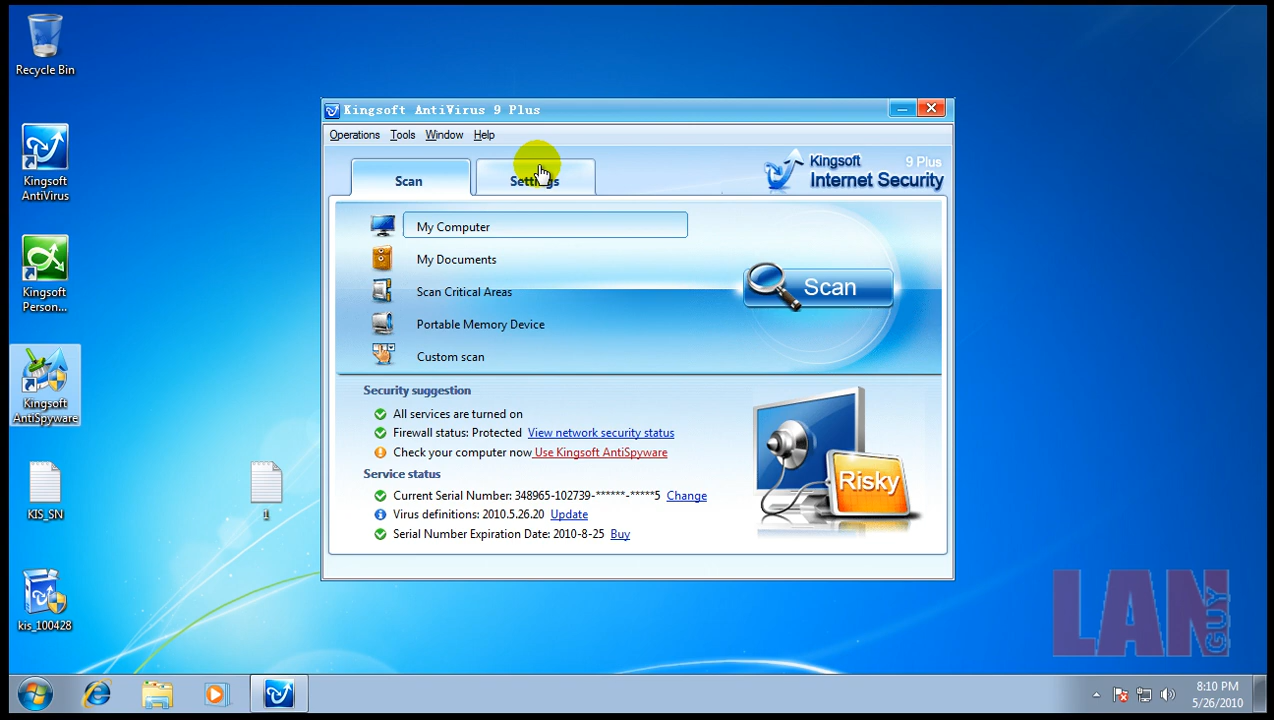 Recycle Bin
Kingsoft
AntiVirus
Kingsoft
Person...
Kingsoft
AntiSpyware
KIS_SN
i
kis_100428
Kingsoft AntiVirus 9 Plus
Operations Tools Window Help
Scan
Settings
Kingsoft 9 Plus
Internet Security
My Computer
My Documents
Scan Critical Areas
Portable Memory Device
Custom scan
Scan
Security suggestion
All services are turned on
Firewall status: Protected View network security status
Check your computer now Use Kingsoft AntiSpyware
Service status
Current Serial Number: 348965-102739-******-*****5 Change
Virus definitions: 2010.5.26.20 Update
Serial Number Expiration Date: 2010-8-25 Buy
Risky
LAN GUY
8:10 PM
5/26/2010